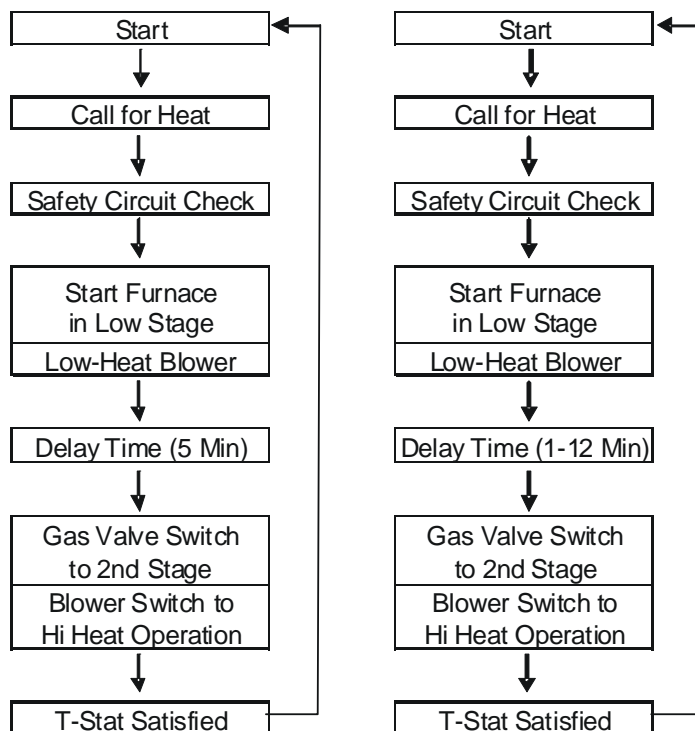 Start
Call for Heat
Safety Circuit Check
Start Furnace
in Low Stage
Low-Heat Blower
Delay Time (5 Min)
Gas Valve Switch
to 2nd Stage
Blower Switch to
Hi Heat Operation
T-Stat Satisfied
Start
Call for Heat
Safety Circuit Check
Start Furnace
in Low Stage
Low-Heat Blower
Delay Time (1-12 Min)
Gas Valve Switch
to 2nd Stage
Blower Switch to
Hi Heat Operation
T-Stat Satisfied